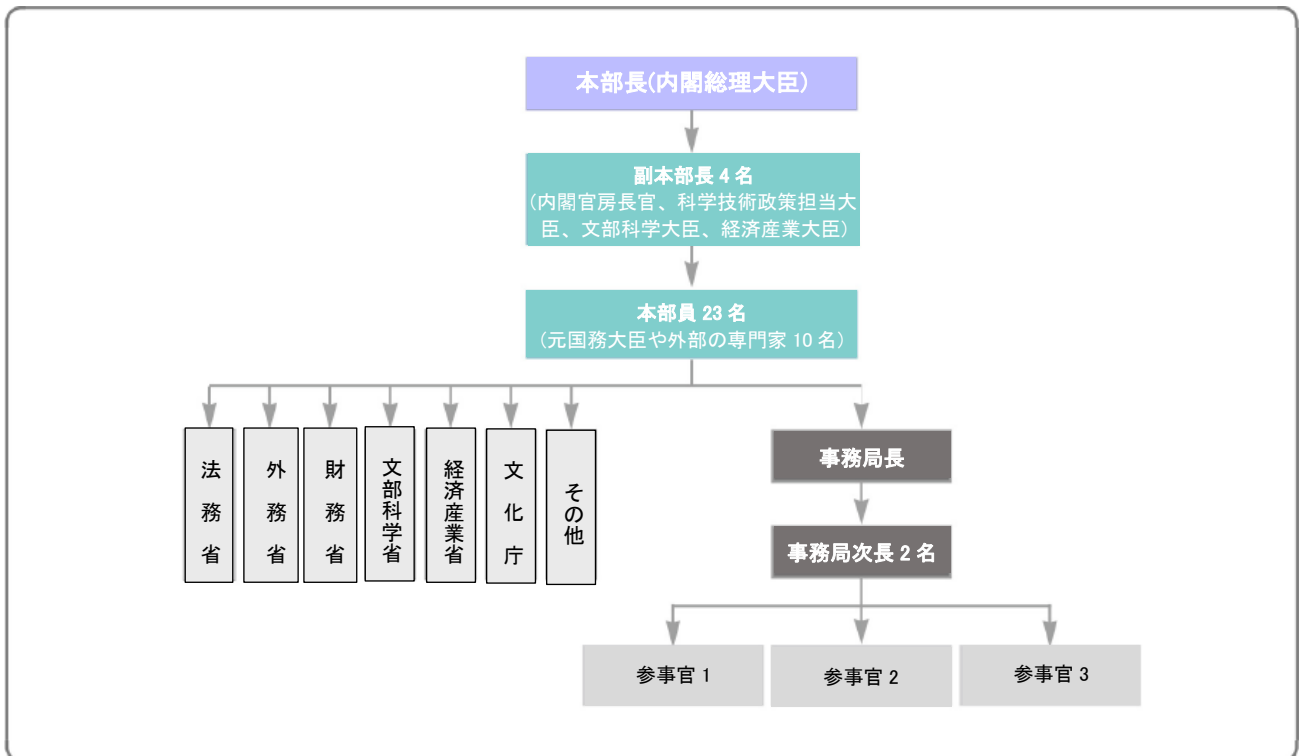 本部長(内閣総理大臣)
副本部長 4 名
(内閣官房長官、科学技術政策担当大
臣、文部科学大臣、経済産業大臣)
本部員 23 名
(元国務大臣や外部の専門家 10 名)
法務省
外務省
財務省
文部科学省
経済産業省
文化庁
その他
事務局長
事務局次長 2 名
参事官 1
参事官 2
参事官 3